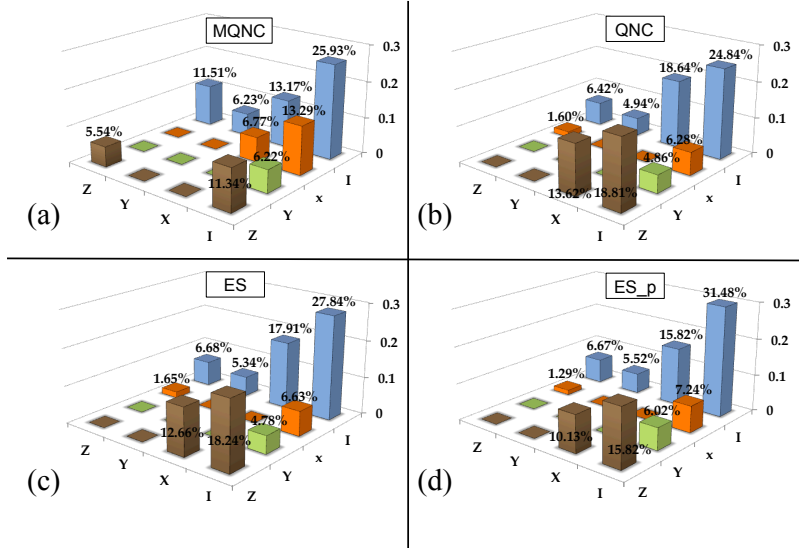 MQNC
25.93%
0.3
11.51%
13.17%
6.23%
13.29%
0.2
5.54%
6.77%
6.22%
0.1
11.34%
0
Z
Y
X
I
Z
Y
x
I
(a)
QNC
24.84%
0.3
18.64%
6.42%
4.94%
0.2
1.60%
6.28%
4.86%
0.1
13.62%
18.81%
0
Z
Y
X
I
Z
Y
x
I
(b)
ES
27.84%
0.3
17.91%
6.68%
5.34%
0.2
1.65%
6.63%
4.78%
0.1
12.66%
18.24%
0
Z
Y
X
I
Z
Y
x
I
(c)
ES_p
31.48%
0.3
15.82%
6.67%
5.52%
0.2
1.29%
7.24%
6.02%
0.1
10.13%
15.82%
0
Z
Y
X
I
Z
Y
x
I
(d)